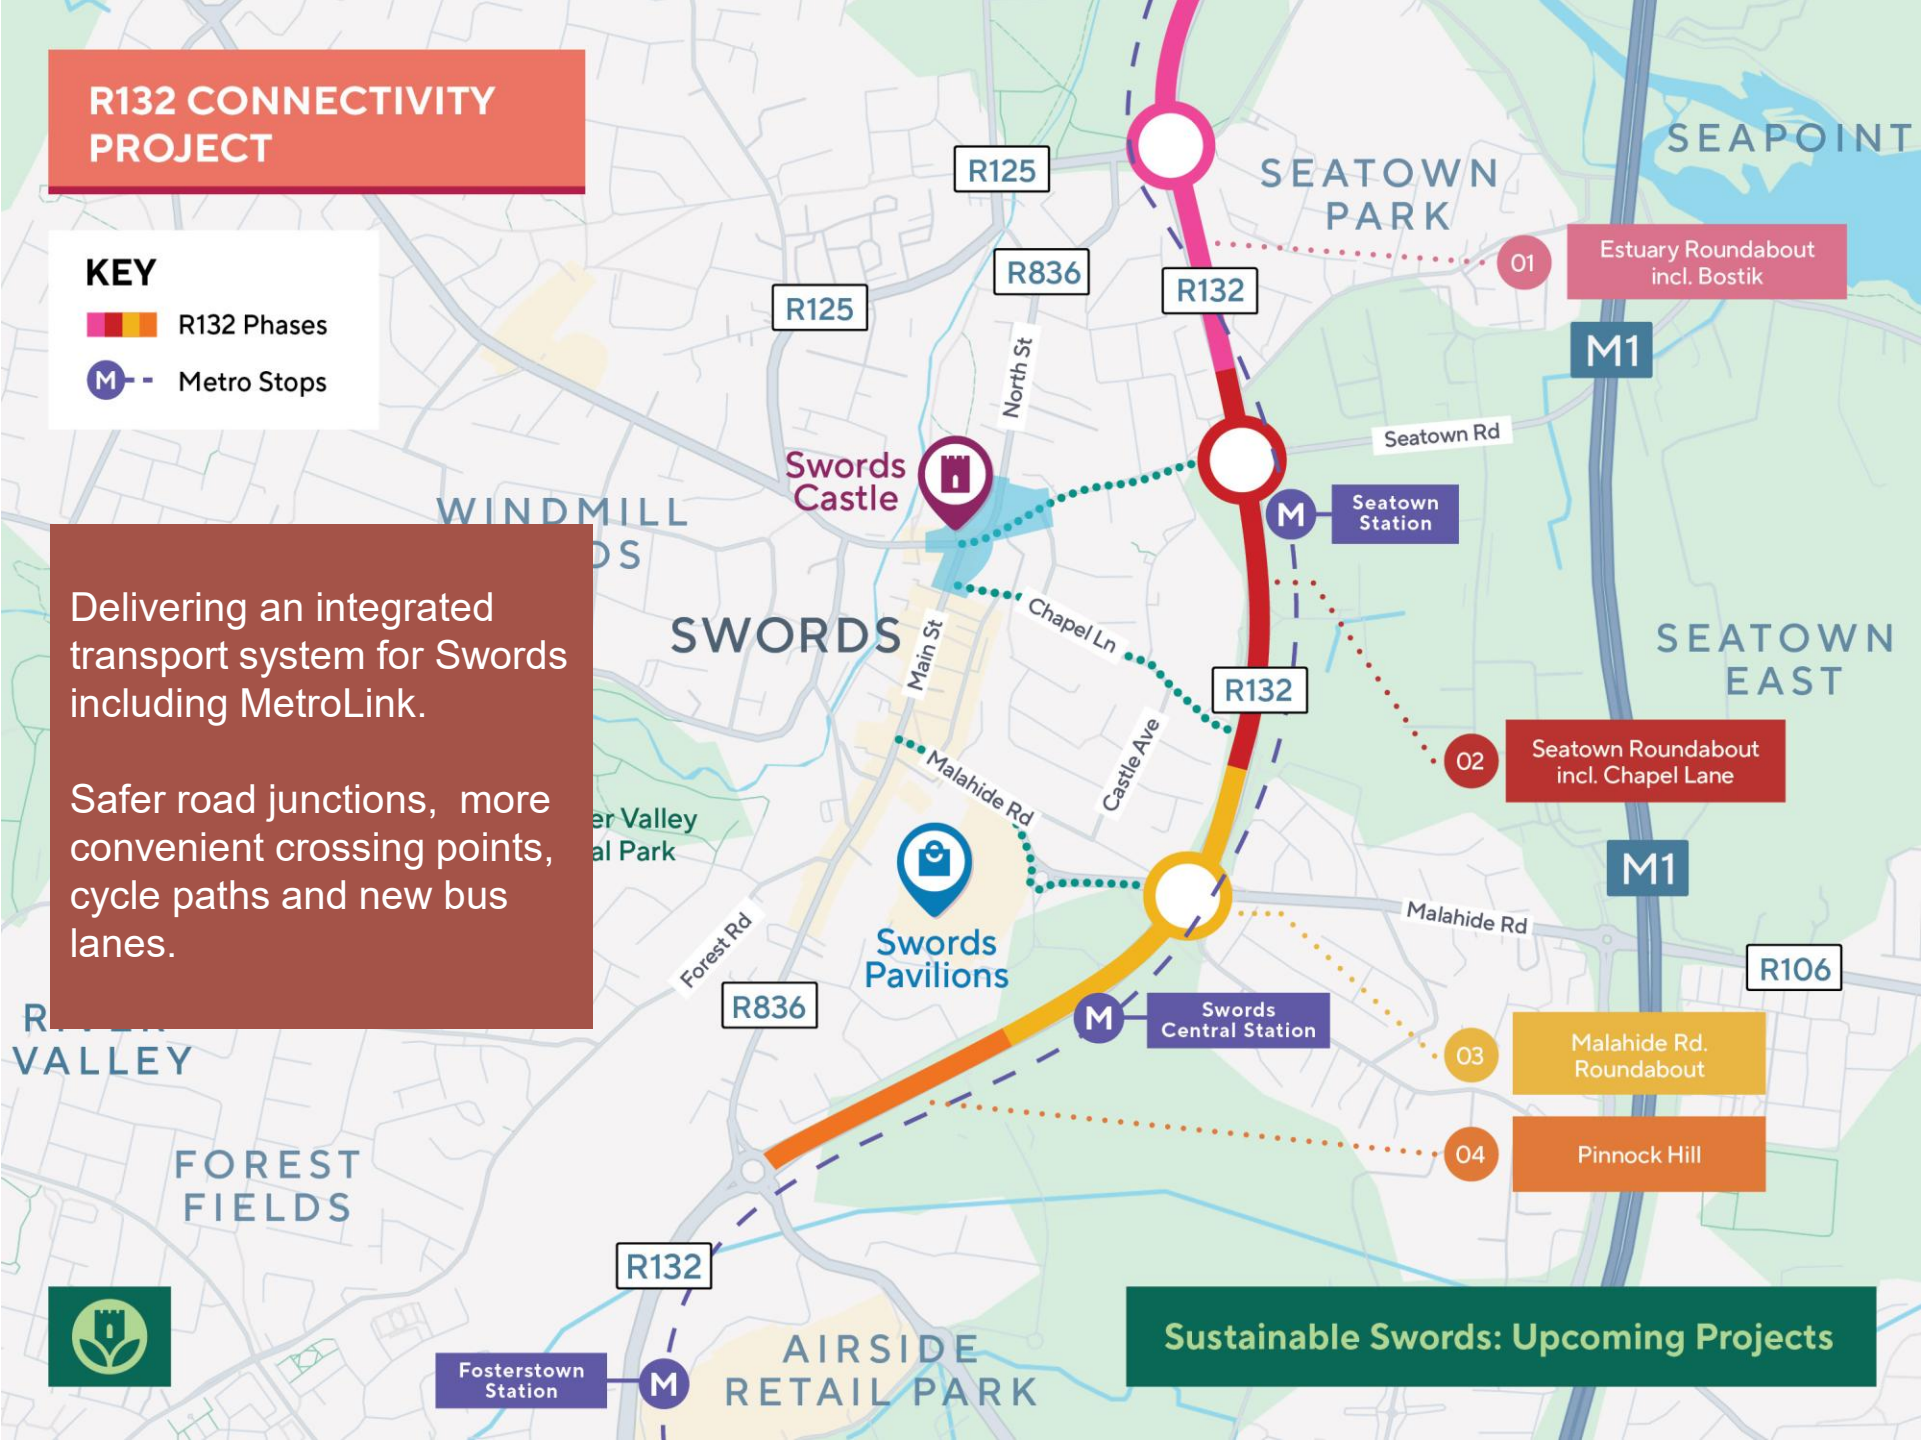 R132 CONNECTIVITY
PROJECT
KEY
R132 Phases
M
Metro Stops
R125
R836
R125
R132
North St
SEATOWN
PARK
SEAPOINT
01
Estuary Roundabout
incl. Bostik
M1
Seatown Rd
Swords
Castle
WINDMILL
M
Seatown
Station
Delivering an integrated
transport system for Swords
including MetroLink.
Safer road junctions,  more
convenient crossing points,
cycle paths and new bus
lanes.
SWORDS
Main St
Chapel Ln
R132
SEATOWN
EAST
Castle Ave
Malahide Rd
02
Seatown Roundabout
incl. Chapel Lane
Valley
Park
M1
Swords
Pavilions
Forest Rd
R836
Malahide Rd
R106
M
Swords
Central Station
03
Malahide Rd.
Roundabout
VALLEY
04
Pinnock Hill
FOREST
FIELDS
R132
Fosterstown
Station
M
AIRSIDE
RETAIL PARK
Sustainable Swords: Upcoming Projects